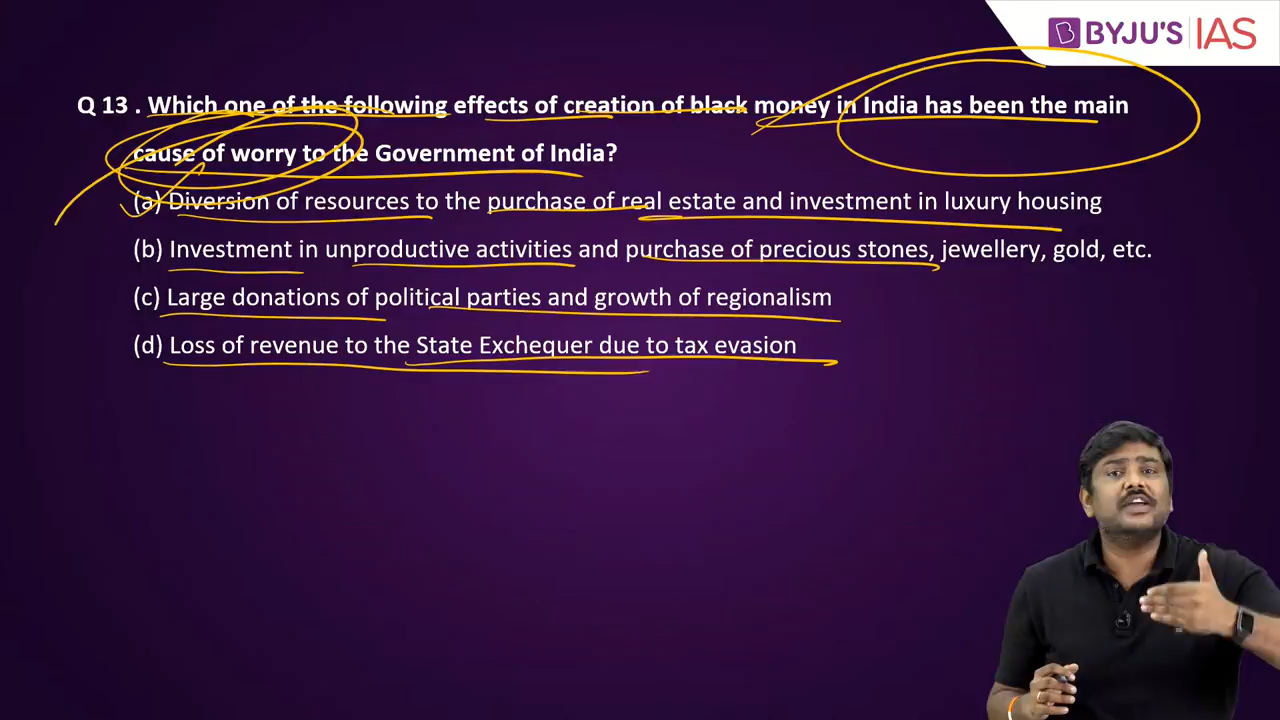 BYJU'S IAS
Q 13 . Which one of the following effects of creation of black money in India has been the main
cause of worry to the Government of India?
(a) Diversion of resources to the purchase of real estate and investment in luxury housing
(b) Investment in unproductive activities and purchase of precious stones, jewellery, gold, etc.
(c) Large donations of political parties and growth of regionalism
(d) Loss of revenue to the State Exchequer due to tax evasion